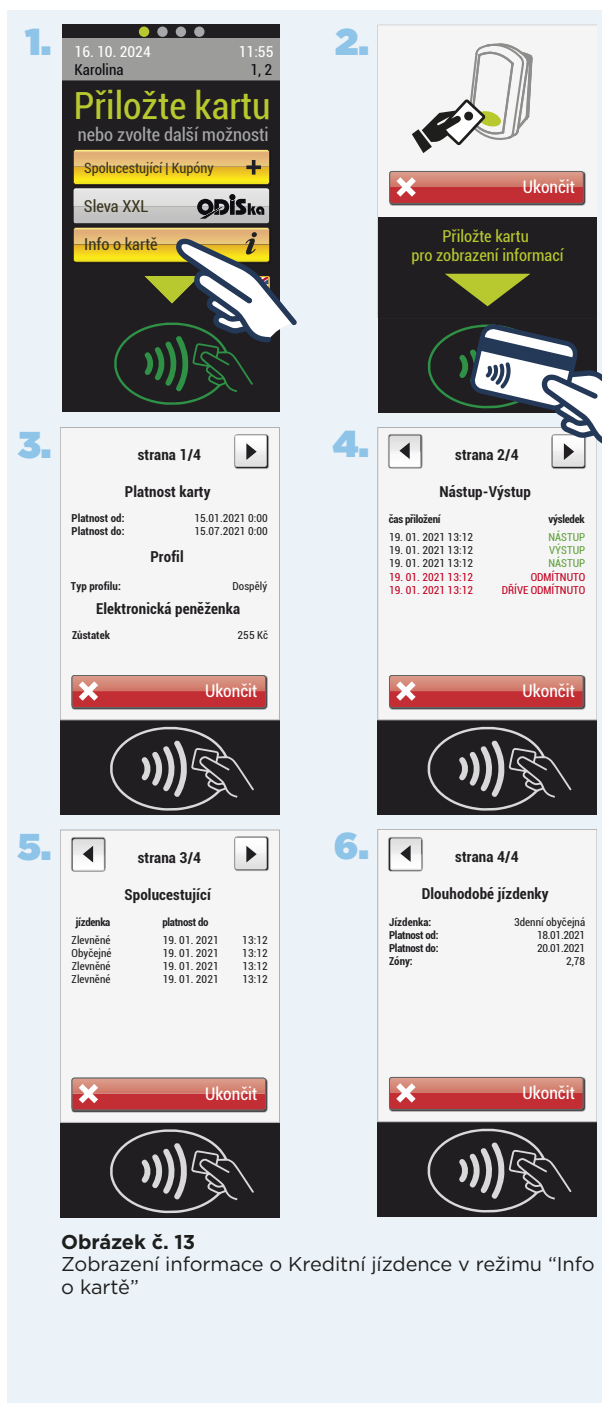 1.
16. 10. 2024 11:55
Karolina 1, 2
Přiložte kartu
nebo zvolte další možnosti
Spolucestující | Kupóny +
Sleva XXL ODISka
Info o kartě i
2.
Ukončit
Přiložte kartu
pro zobrazení informací
3.
strana 1/4
Platnost karty
Platnost od: 15.01.2021 0:00
Platnost do: 15.07.2021 0:00
Profil
Typ profilu: Dospělý
Elektronická peněženka
Zůstatek 255 Kč
Ukončit
4.
strana 2/4
Nástup-Výstup
čas přiložení výsledek
19. 01. 2021 13:12 NÁSTUP
19. 01. 2021 13:12 VÝSTUP
19. 01. 2021 13:12 NÁSTUP
19. 01. 2021 13:12 ODMÍTNUTO
19. 01. 2021 13:12 DŘÍVE ODMÍTNUTO
Ukončit
5.
strana 3/4
Spolucestující
jízdenka platnost do
Zlevněné 19. 01. 2021 13:12
Obyčejné 19. 01. 2021 13:12
Zlevněné 19. 01. 2021 13:12
Zlevněné 19. 01. 2021 13:12
Ukončit
6.
strana 4/4
Dlouhodobé jízdenky
Jízdenka: 3denní obyčejná
Platnost od: 18.01.2021
Platnost do: 20.01.2021
Zóny: 2,78
Ukončit
Obrázek č. 13
Zobrazení informace o Kreditní jízdence v režimu “Info
o kartě”